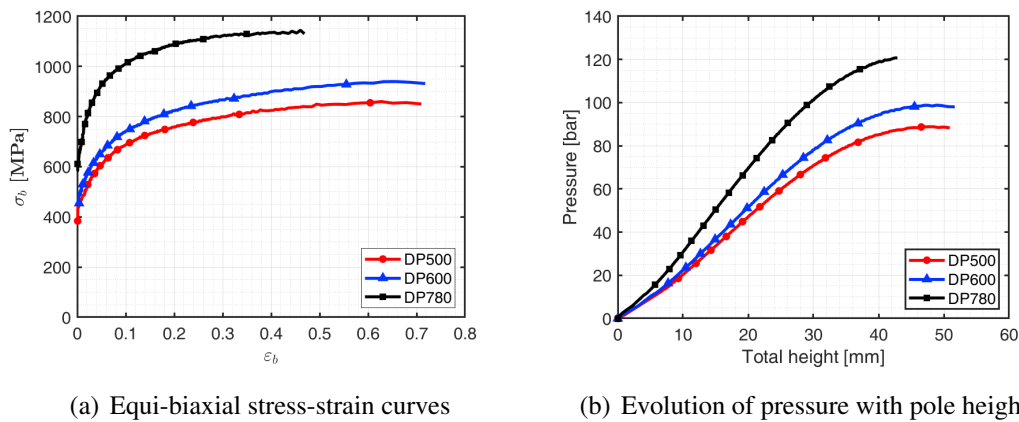 1200
1000
800
600
400
200
0
σ_b [MPa]
DP500
DP600
DP780
0 0.1 0.2 0.3 0.4 0.5 0.6 0.7 0.8
ε_b
(a) Equi-biaxial stress-strain curves
140
120
100
80
60
40
20
0
Pressure [bar]
DP500
DP600
DP780
0 10 20 30 40 50 60
Total height [mm]
(b) Evolution of pressure with pole heigh